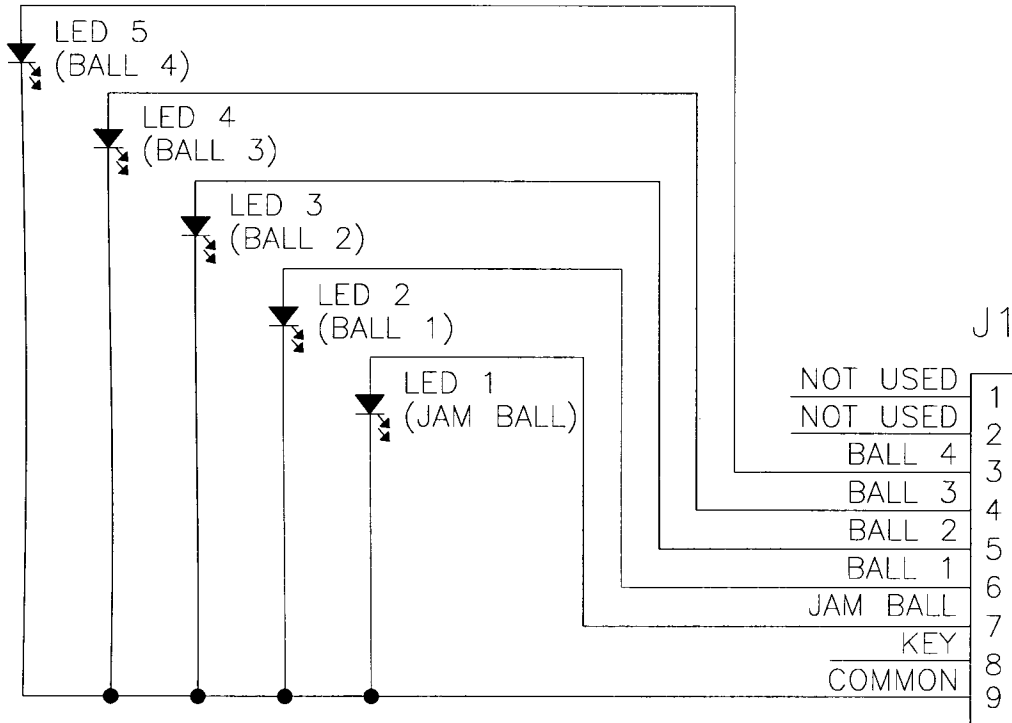 LED 5
(BALL 4)
LED 4
(BALL 3)
LED 3
(BALL 2)
LED 2
(BALL 1)
LED 1
(JAM BALL)
J1
NOT USED 1
NOT USED 2
BALL 4 3
BALL 3 4
BALL 2 5
BALL 1 6
JAM BALL 7
KEY 8
COMMON 9